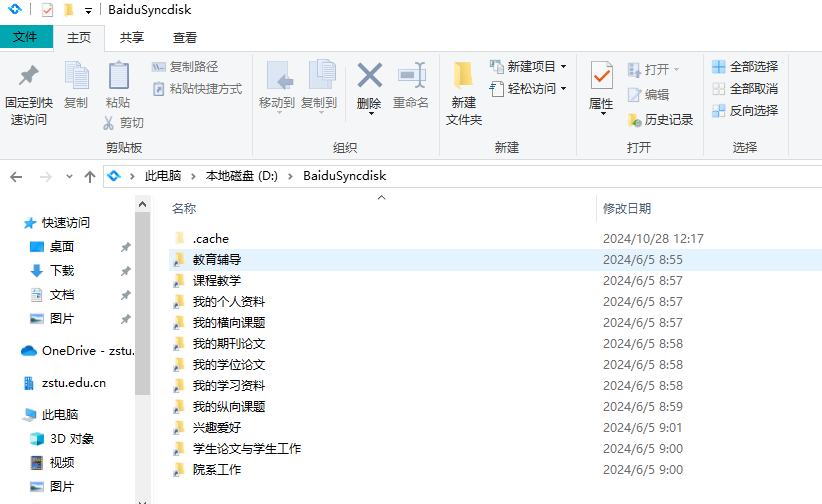 BaiduSyncdisk
文件 主页 共享 查看
固定到快速访问
复制
粘贴
复制路径
粘贴快捷方式
剪切
剪贴板
移动到
复制到
删除
重命名
组织
新建文件夹
新建项目
轻松访问
新建
属性
打开
编辑
历史记录
打开
全部选择
全部取消
反向选择
选择
此电脑 本地磁盘 (D:) BaiduSyncdisk
快速访问
桌面
下载
文档
图片
OneDrive - zstu.
zstu.edu.cn
此电脑
3D 对象
视频
图片
名称 修改日期
.cache 2024/10/28 12:17
教育辅导 2024/6/5 8:55
课程教学 2024/6/5 8:57
我的个人资料 2024/6/5 8:57
我的横向课题 2024/6/5 8:57
我的期刊论文 2024/6/5 8:58
我的学位论文 2024/6/5 8:58
我的学习资料 2024/6/5 8:58
我的纵向课题 2024/6/5 8:59
兴趣爱好 2024/6/5 9:01
学生论文与学生工作 2024/6/5 9:00
院系工作 2024/6/5 9:00